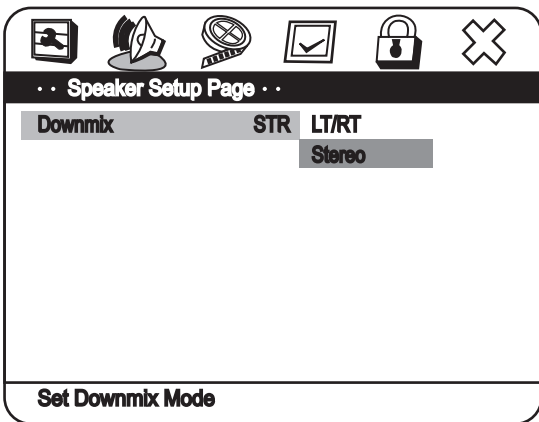 ·· Speaker Setup Page ··
Downmix STR LT/RT
Stereo
Set Downmix Mode